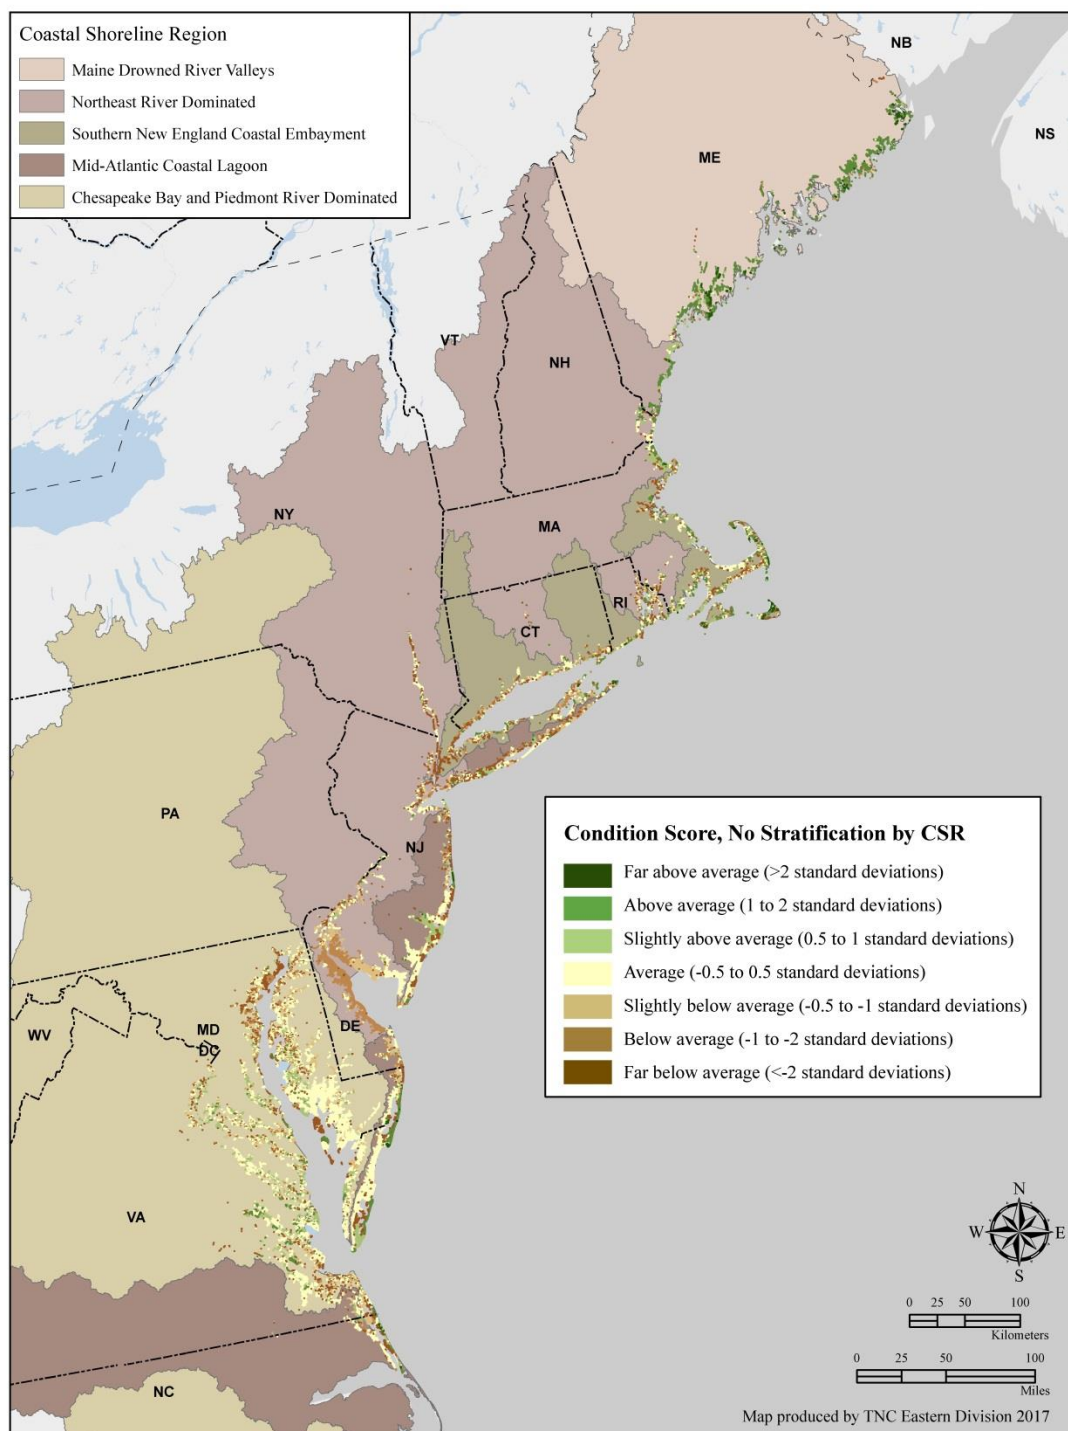 Coastal Shoreline Region
Maine Drowned River Valleys
Northeast River Dominated
Southern New England Coastal Embayment
Mid-Atlantic Coastal Lagoon
Chesapeake Bay and Piedmont River Dominated
NB
NS
ME
VT
NH
NY
MA
RI
CT
PA
NJ
WV
MD
DC
DE
VA
NC
Condition Score, No Stratification by CSR
Far above average (>2 standard deviations)
Above average (1 to 2 standard deviations)
Slightly above average (0.5 to 1 standard deviations)
Average (-0.5 to 0.5 standard deviations)
Slightly below average (-0.5 to -1 standard deviations)
Below average (-1 to -2 standard deviations)
Far below average (<-2 standard deviations)
N
W E
S
0 25 50 100
Kilometers
0 25 50 100
Miles
Map produced by TNC Eastern Division 2017